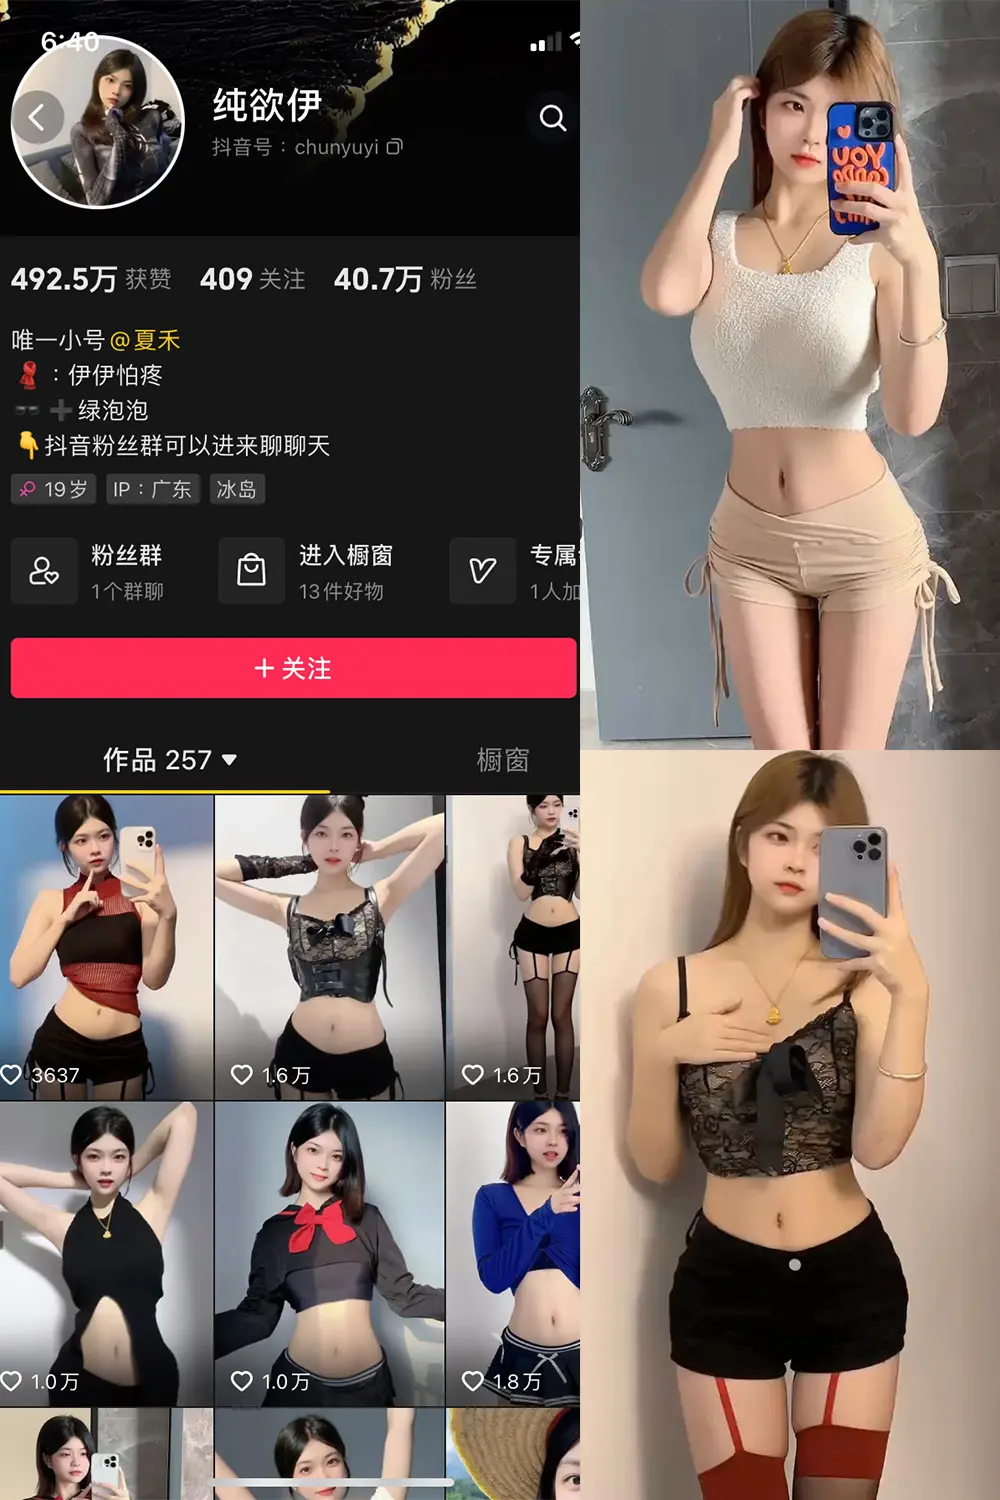 6:40
纯欲伊
抖音号：chunyuyi
492.5万 获赞 409 关注 40.7万 粉丝
唯一小号@夏禾
：伊伊怕疼
绿泡泡
抖音粉丝群可以进来聊聊天
19岁 IP：广东 冰岛
粉丝群 进入橱窗 专属
1个群聊 13件好物 1人加
+ 关注
作品 257 橱窗
3637 1.6万 1.6万
1.0万 1.0万 1.8万
YOU